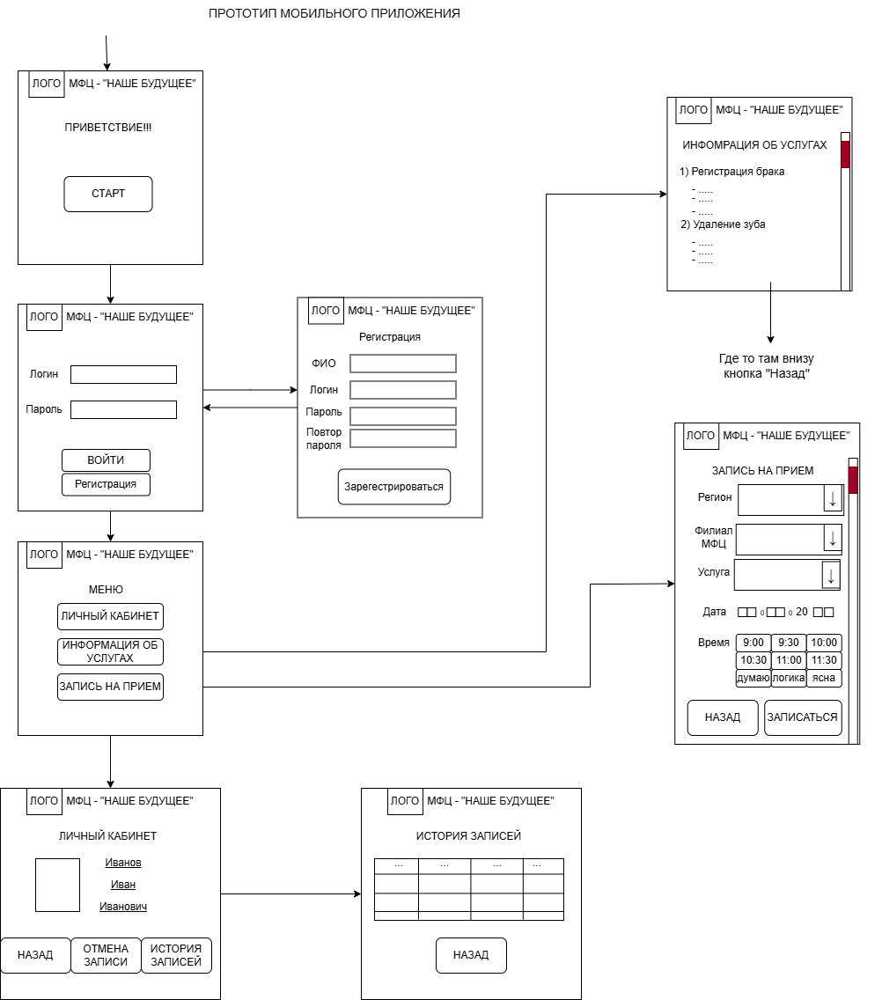 ПРОТОТИП МОБИЛЬНОГО ПРИЛОЖЕНИЯ
ЛОГО МФЦ - "НАШЕ БУДУЩЕЕ"
ПРИВЕТСТВИЕ!!!
СТАРТ
ЛОГО МФЦ - "НАШЕ БУДУЩЕЕ"
Логин
Пароль
ВОЙТИ
Регистрация
ЛОГО МФЦ - "НАШЕ БУДУЩЕЕ"
Регистрация
ФИО
Логин
Пароль
Повтор
пароля
Зарегестрироваться
ЛОГО МФЦ - "НАШЕ БУДУЩЕЕ"
МЕНЮ
ЛИЧНЫЙ КАБИНЕТ
ИНФОРМАЦИЯ ОБ
УСЛУГАХ
ЗАПИСЬ НА ПРИЕМ
ЛОГО МФЦ - "НАШЕ БУДУЩЕЕ"
ИНФОМРАЦИЯ ОБ УСЛУГАХ
1) Регистрация брака
- .....
- .....
- .....
2) Удаление зуба
- .....
- .....
- .....
Где то там внизу
кнопка "Назад"
ЛОГО МФЦ - "НАШЕ БУДУЩЕЕ"
ЗАПИСЬ НА ПРИЕМ
Регион ↓
Филиал
МФЦ ↓
Услуга ↓
Дата 0 0 20
Время 9:00 9:30 10:00
10:30 11:00 11:30
думаю логика ясна
НАЗАД ЗАПИСАТЬСЯ
ЛОГО МФЦ - "НАШЕ БУДУЩЕЕ"
ЛИЧНЫЙ КАБИНЕТ
Иванов
Иван
Иванович
НАЗАД
ОТМЕНА
ЗАПИСИ
ИСТОРИЯ
ЗАПИСЕЙ
ЛОГО МФЦ - "НАШЕ БУДУЩЕЕ"
ИСТОРИЯ ЗАПИСЕЙ
... ... ... ...
НАЗАД